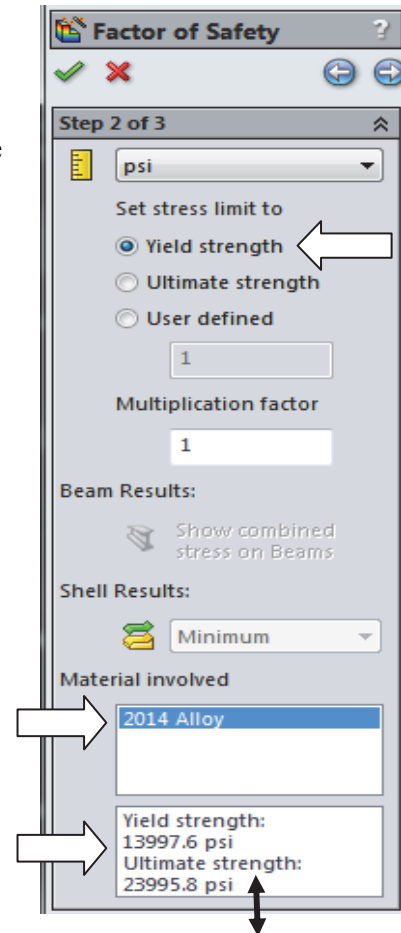 Factor of Safety ?
e
Step 2 of 3
psi
Set stress limit to
Yield strength
Ultimate strength
User defined
1
Multiplication factor
1
Beam Results:
Show combined
stress on Beams
Shell Results:
Minimum
Material involved
2014 Alloy
Yield strength:
13997.6 psi
Ultimate strength:
23995.8 psi